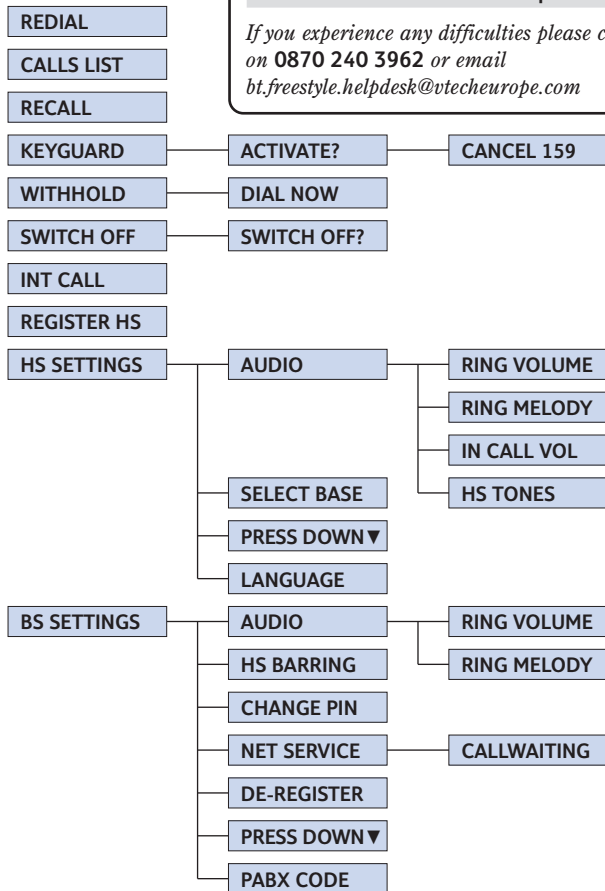 If you experience any difficulties please
on 0870 240 3962 or email
bt.freestyle.helpdesk@vtecheurope.com
REDIAL
CALLS LIST
RECALL
KEYGUARD ACTIVATE? CANCEL 159
WITHHOLD DIAL NOW
SWITCH OFF SWITCH OFF?
INT CALL
REGISTER HS
HS SETTINGS AUDIO RING VOLUME
RING MELODY
IN CALL VOL
SELECT BASE HS TONES
PRESS DOWN▼
LANGUAGE
BS SETTINGS AUDIO RING VOLUME
HS BARRING RING MELODY
CHANGE PIN
NET SERVICE CALLWAITING
DE-REGISTER
PRESS DOWN▼
PABX CODE